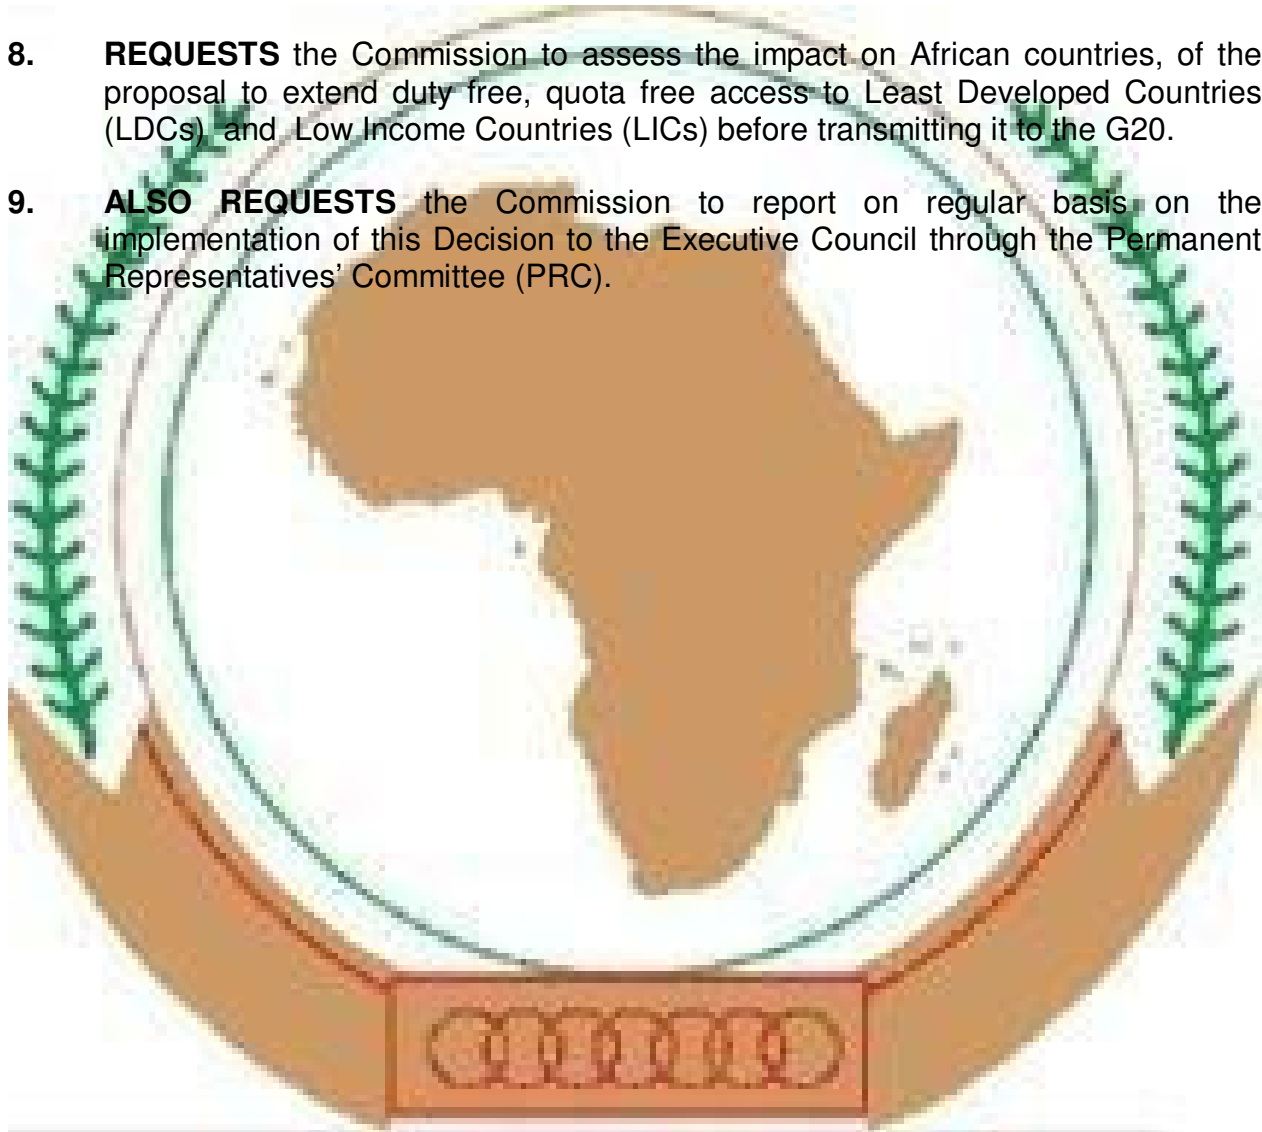 8. REQUESTS the Commission to assess the impact on African countries, of the
proposal to extend duty free, quota free access to Least Developed Countries
(LDCs) and Low Income Countries (LICs) before transmitting it to the G20.
9. ALSO REQUESTS the Commission to report on regular basis on the
implementation of this Decision to the Executive Council through the Permanent
Representatives’ Committee (PRC).